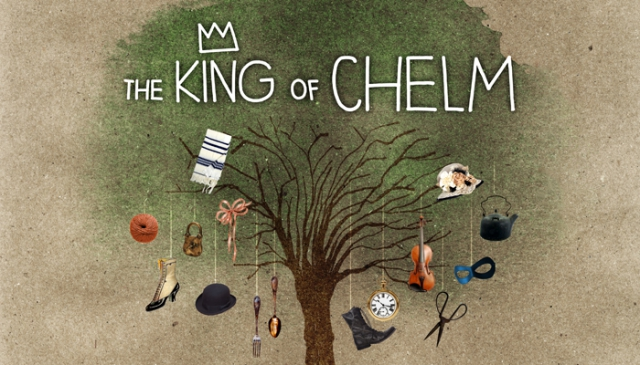 THE KING OF CHELM